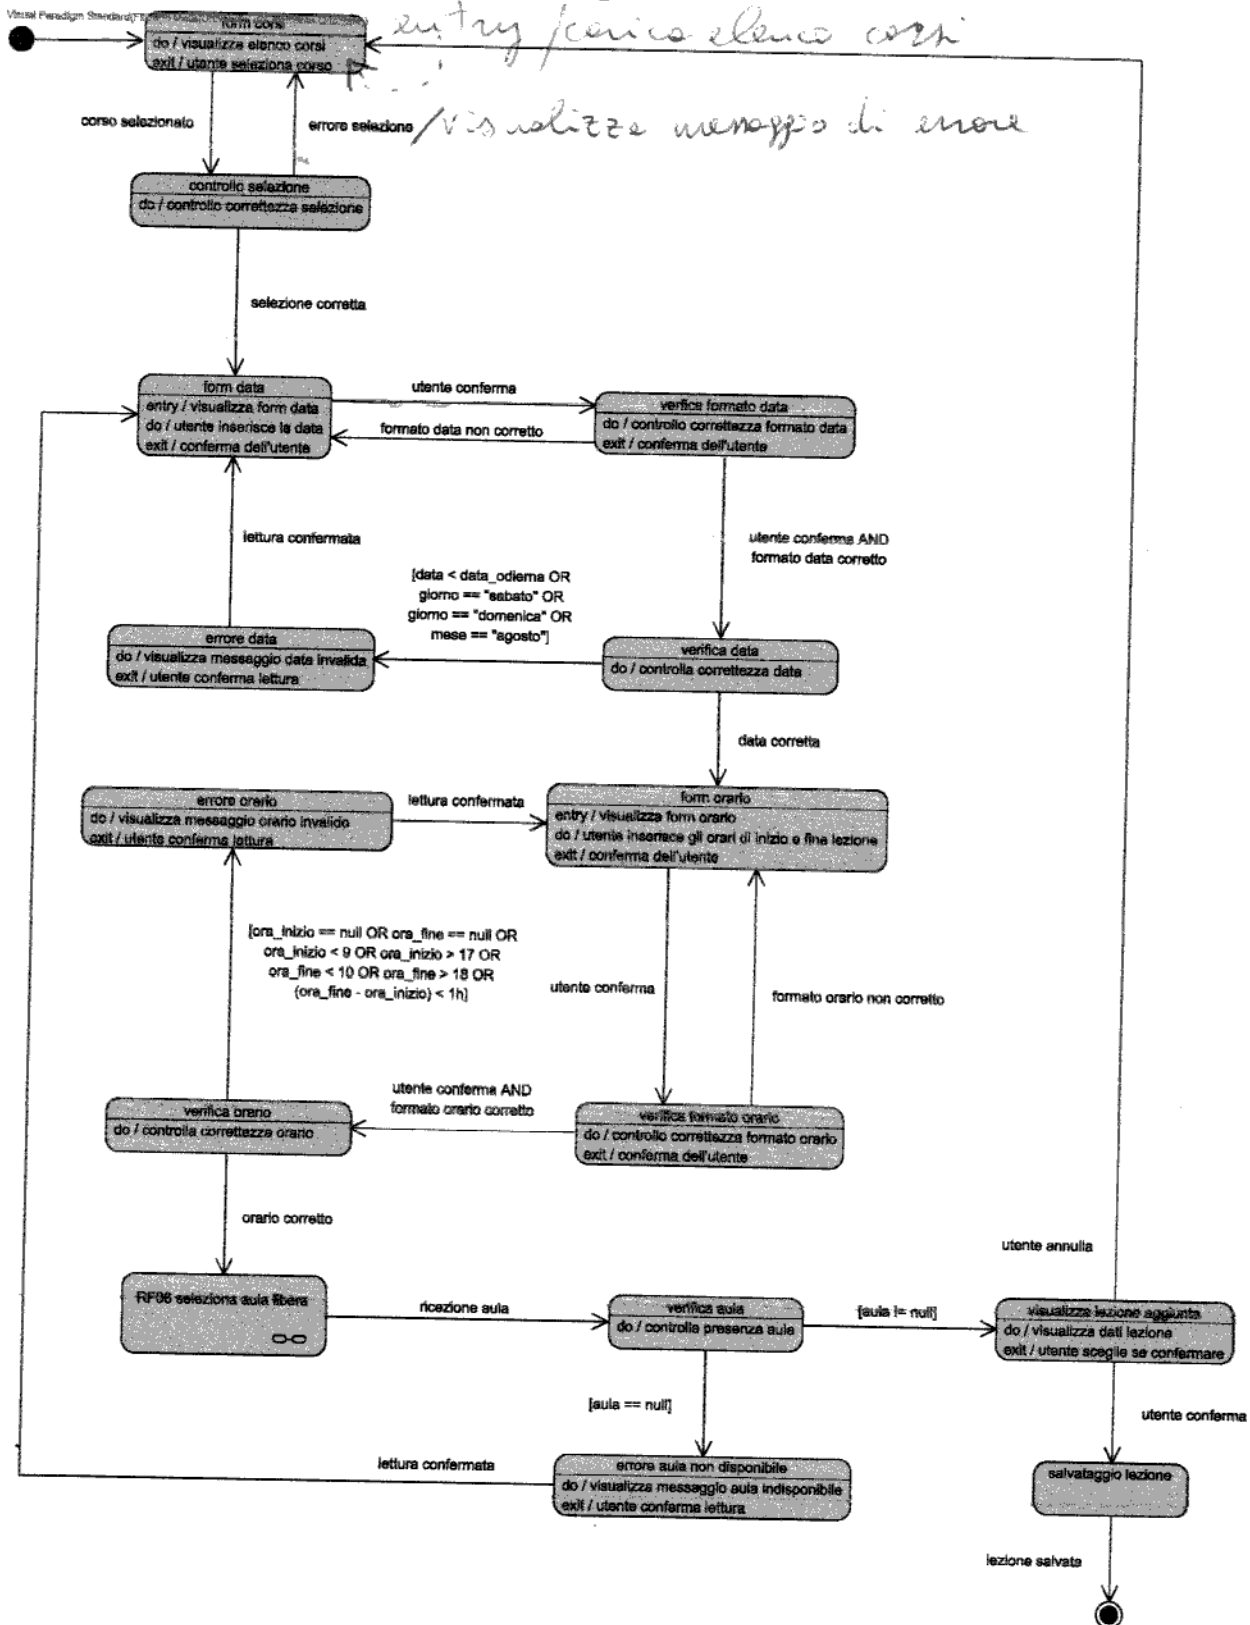 Visual Paradigm Standard
form corsi
do / visualizza elenco corsi
exit / utente seleziona corso
entry / carica elenco corsi
corso selezionato
errore selezione
/visualizza messaggio di errore
controllo selezione
do / controllo correttezza selezione
selezione corretta
form data
entry / visualizza form data
do / utente inserisce la data
exit / conferma dell'utente
utente conferma
formato data non corretto
verifica formato data
do / controllo correttezza formato data
exit / conferma dell'utente
lettura confermata
utente conferma AND
formato data corretto
[data < data_odierna OR
giorno == "sabato" OR
giorno == "domenica" OR
mese == "agosto"]
errore data
do / visualizza messaggio data invalida
exit / utente conferma lettura
verifica data
do / controlla correttezza data
data corretta
errore orario
do / visualizza messaggio orario invalido
exit / utente conferma lettura
lettura confermata
form orario
entry / visualizza form orario
do / utente inserisce gli orari di inizio e fine lezione
exit / conferma dell'utente
[ora_inizio == null OR ora_fine == null OR
ora_inizio < 9 OR ora_inizio > 17 OR
ora_fine < 10 OR ora_fine > 18 OR
(ora_fine - ora_inizio) < 1h]
utente conferma
formato orario non corretto
verifica orario
do / controlla correttezza orario
utente conferma AND
formato orario corretto
verifica formato orario
do / controllo correttezza formato orario
exit / conferma dell'utente
orario corretto
utente annulla
RF06 seleziona aula libera
ricezione aula
verifica aula
do / controlla presenza aula
[aula != null]
visualizza lezione aggiunta
do / visualizza dati lezione
exit / utente sceglie se confermare
[aula == null]
utente conferma
lettura confermata
errore aula non disponibile
do / visualizza messaggio aula indisponibile
exit / utente conferma lettura
salvataggio lezione
lezione salvata